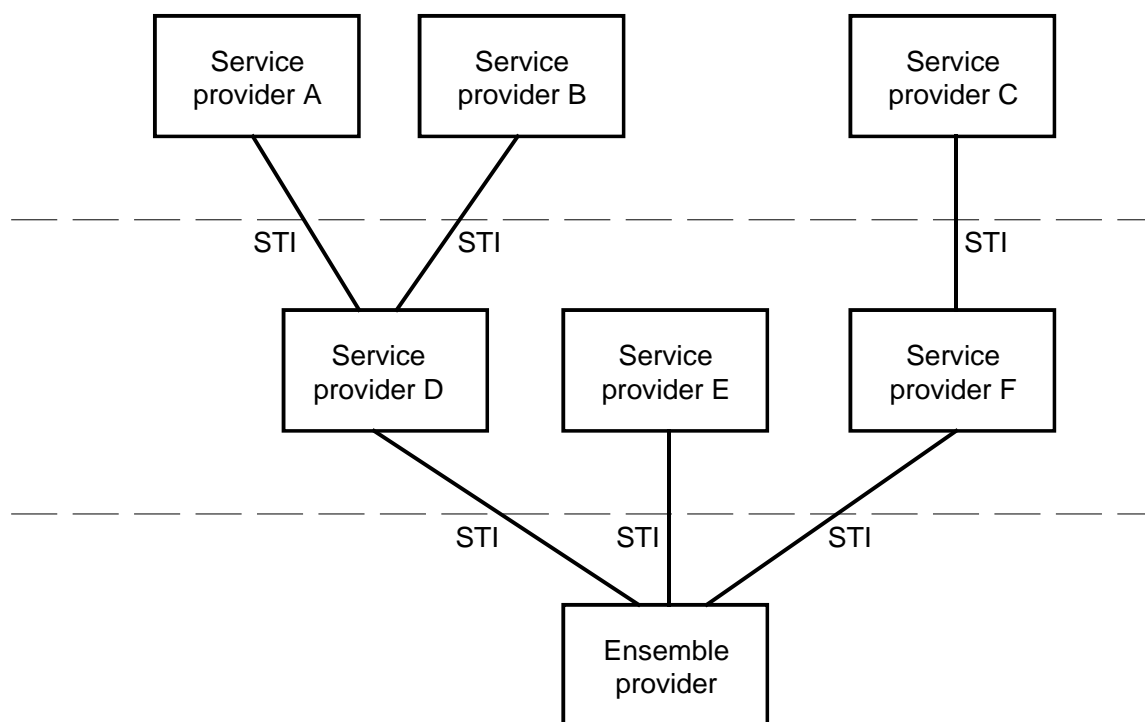 Service
provider A
Service
provider B
Service
provider C
STI
STI
STI
Service
provider D
Service
provider E
Service
provider F
STI
STI
STI
Ensemble
provider